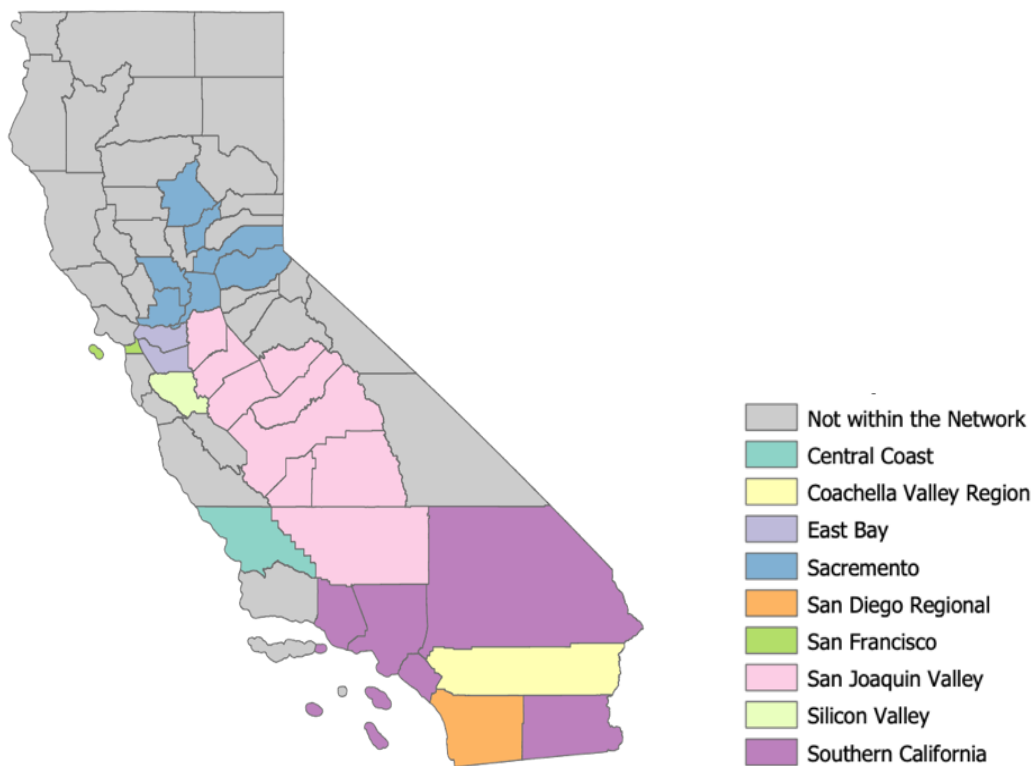 Not within the Network
Central Coast
Coachella Valley Region
East Bay
Sacremento
San Diego Regional
San Francisco
San Joaquin Valley
Silicon Valley
Southern California